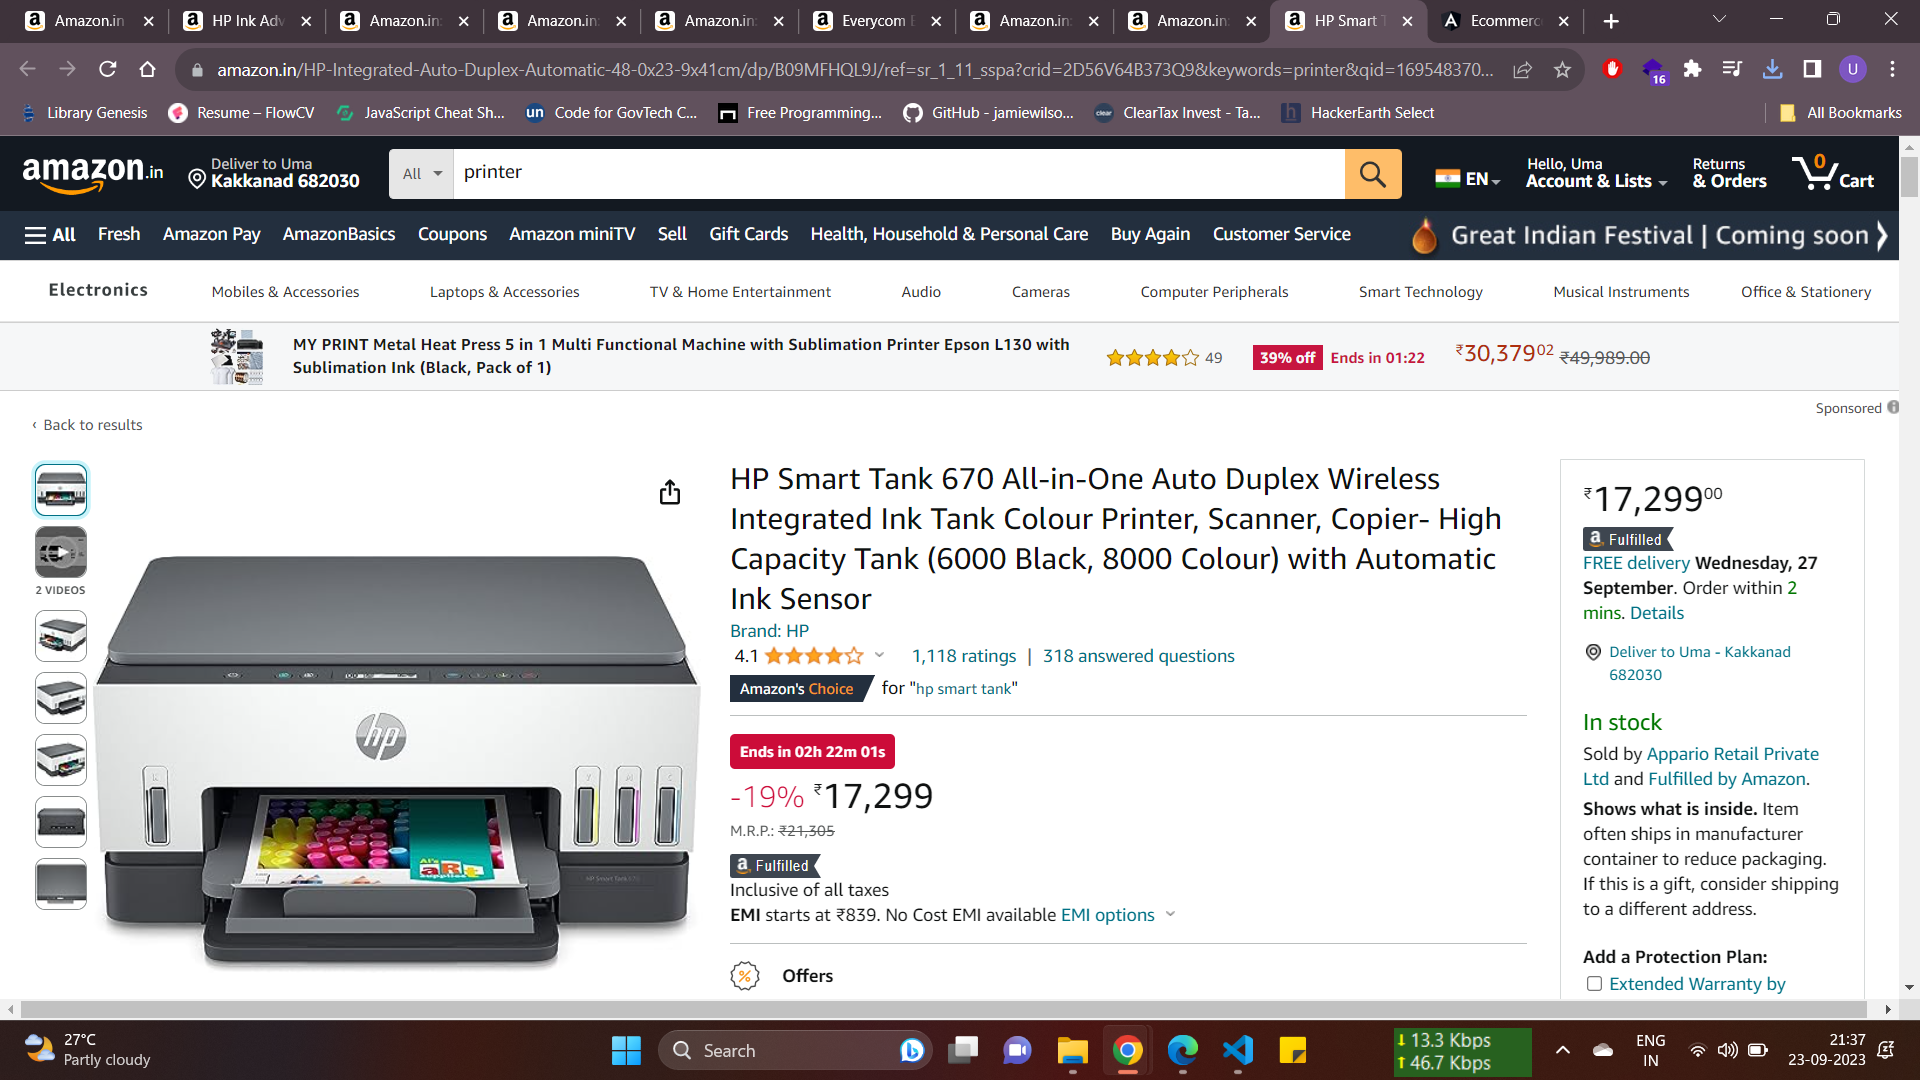 Amazon.in
HP Ink Adv
Amazon.in:
Amazon.in:
Amazon.in:
Everycom
Amazon.in:
Amazon.in:
HP Smart T
Ecommerc
amazon.in/HP-Integrated-Auto-Duplex-Automatic-48-0x23-9x41cm/dp/B09MFHQL9J/ref=sr_1_11_sspa?crid=2D56V64B373Q9&keywords=printer&qid=169548370...
16
U
Library Genesis
Resume – FlowCV
JavaScript Cheat Sh...
un Code for GovTech C...
Free Programming...
GitHub - jamiewilso...
clear ClearTax Invest - Ta...
h HackerEarth Select
All Bookmarks
amazon.in
Deliver to Uma
Kakkanad 682030
All
printer
EN
Hello, Uma
Account & Lists
Returns
& Orders
0
Cart
All
Fresh
Amazon Pay
AmazonBasics
Coupons
Amazon miniTV
Sell
Gift Cards
Health, Household & Personal Care
Buy Again
Customer Service
Great Indian Festival | Coming soon
Electronics
Mobiles & Accessories
Laptops & Accessories
TV & Home Entertainment
Audio
Cameras
Computer Peripherals
Smart Technology
Musical Instruments
Office & Stationery
MY PRINT Metal Heat Press 5 in 1 Multi Functional Machine with Sublimation Printer Epson L130 with
Sublimation Ink (Black, Pack of 1)
49
39% off
Ends in 01:22
₹30,37902
₹49,989.00
Sponsored
‹ Back to results
2 VIDEOS
hp
K
Y
M
C
Al's
aRt
supplies
HP Smart Tank 670 All-in-One Auto Duplex Wireless
Integrated Ink Tank Colour Printer, Scanner, Copier- High
Capacity Tank (6000 Black, 8000 Colour) with Automatic
Ink Sensor
Brand: HP
4.1
1,118 ratings | 318 answered questions
Amazon's Choice for "hp smart tank"
Ends in 02h 22m 01s
-19% ₹17,299
M.R.P.: ₹21,305
a Fulfilled
Inclusive of all taxes
EMI starts at ₹839. No Cost EMI available EMI options
% Offers
₹17,29900
a Fulfilled
FREE delivery Wednesday, 27
September. Order within 2
mins. Details
Deliver to Uma - Kakkanad
682030
In stock
Sold by Appario Retail Private
Ltd and Fulfilled by Amazon.
Shows what is inside. Item
often ships in manufacturer
container to reduce packaging.
If this is a gift, consider shipping
to a different address.
Add a Protection Plan:
Extended Warranty by
27°C
Partly cloudy
Search
13.3 Kbps
46.7 Kbps
ENG
IN
21:37
23-09-2023